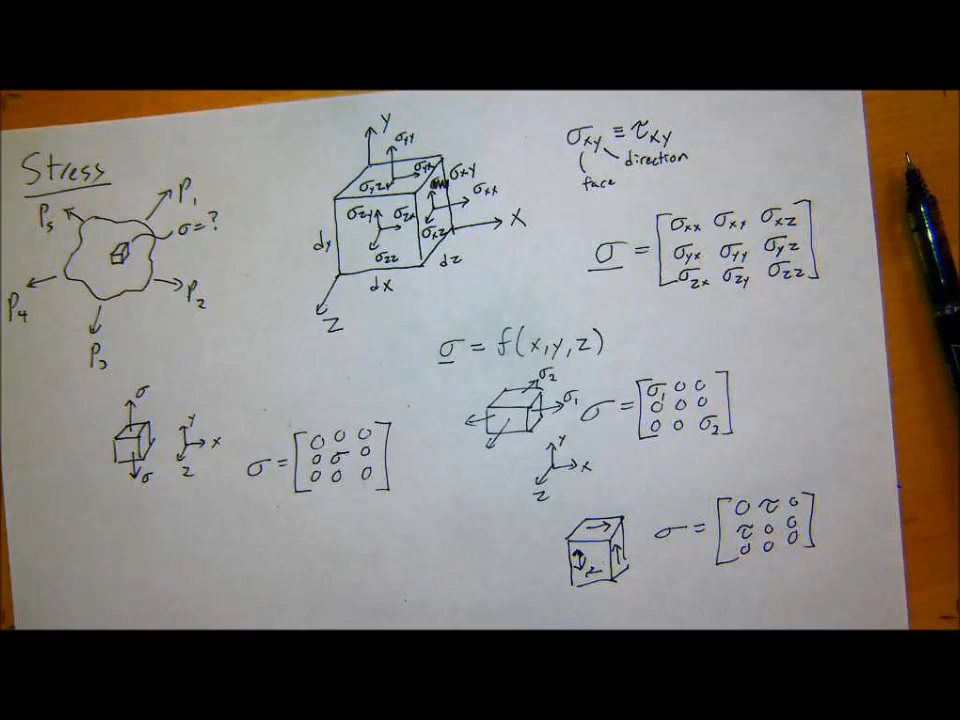 Stress
P₁
P₅
σ=?
P₄
P₂
P₃
Y
σyy
σyx
σyz
σxy
σxx
σxz
σzy
σzx
σzz
X
dy
dz
dx
Z
σxy ≡ τxy
face
direction
σ = [σxx σxy σxz
σyx σyy σyz
σzx σzy σzz]
σ = f(x,y,z)
σ
σ
Y
X
Z
σ = [0 0 0
0 σ 0
0 0 0]
σ₂
σ₁
σ = [σ₁ 0 0
0 0 0
0 0 σ₂]
Y
X
Z
τ
σ = [0 τ 0
τ 0 0
0 0 0]